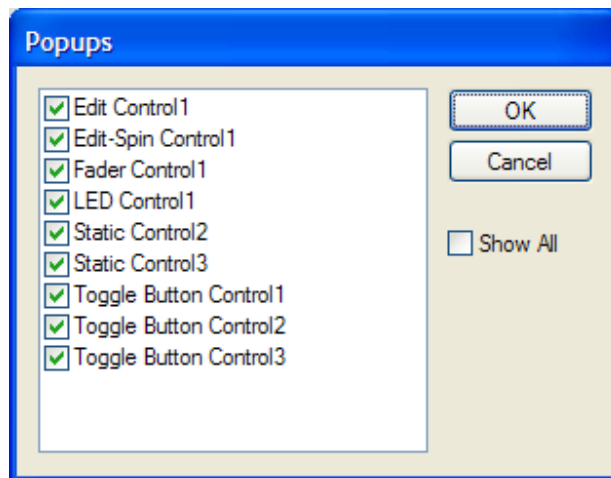 Popups
Edit Control1
Edit-Spin Control1
Fader Control1
LED Control1
Static Control2
Static Control3
Toggle Button Control1
Toggle Button Control2
Toggle Button Control3
OK
Cancel
Show All